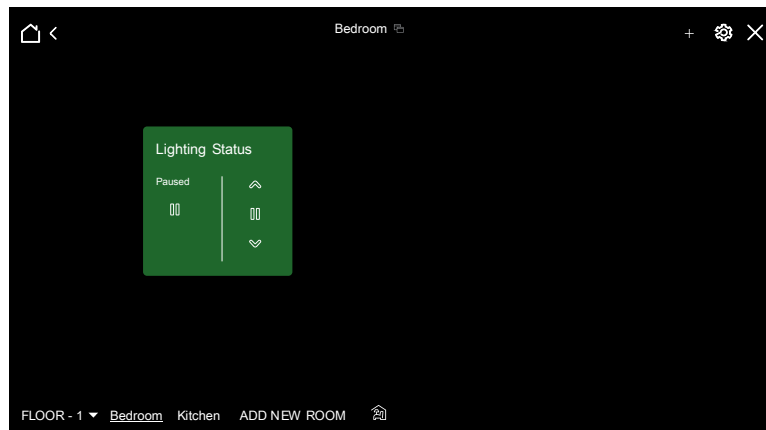 Bedroom
+
Lighting Status
Paused
FLOOR - 1 Bedroom Kitchen ADD NEW ROOM